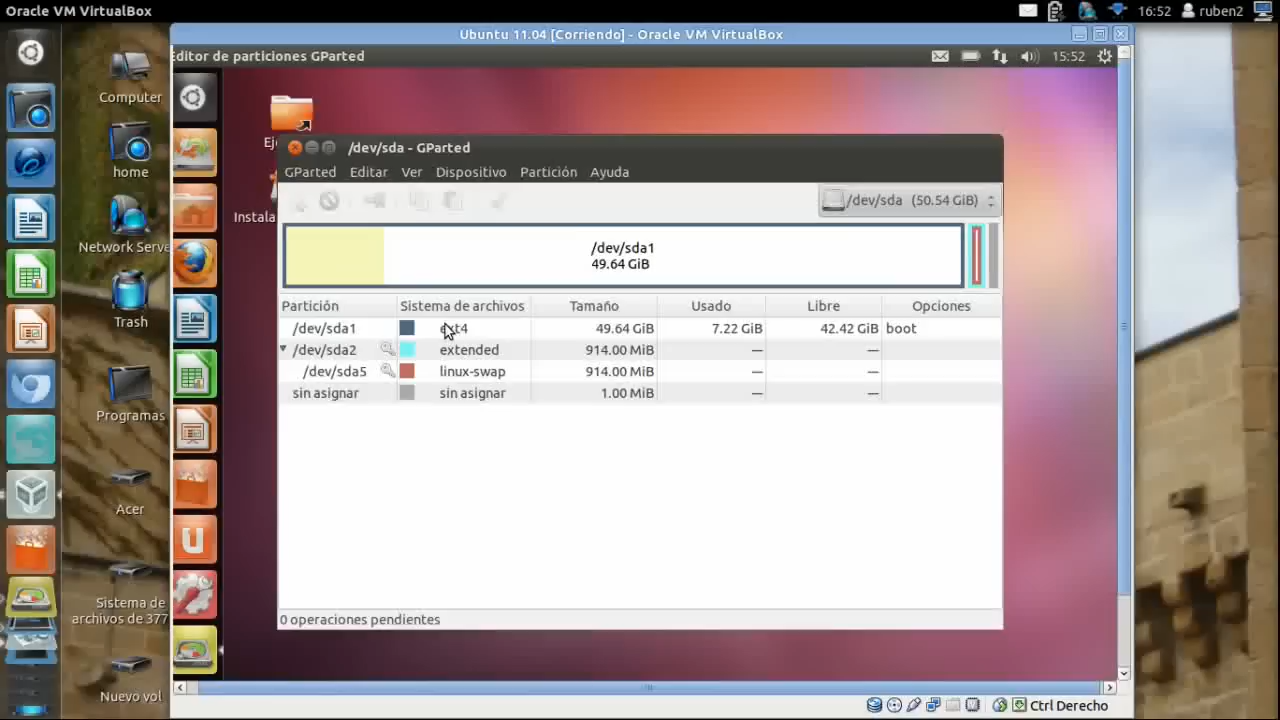 Oracle VM VirtualBox
16:52
ruben2
Ubuntu 11.04 [Corriendo] - Oracle VM VirtualBox
Editor de particiones GParted
15:52
Computer
home
Network Serve
Trash
Programas
Acer
Sistema de
archivos de 377
Nuevo vol
Instala
/dev/sda - GParted
GParted Editar Ver Dispositivo Partición Ayuda
/dev/sda (50.54 GiB)
/dev/sda1
49.64 GiB
Partición Sistema de archivos Tamaño Usado Libre Opciones
/dev/sda1 ext4 49.64 GiB 7.22 GiB 42.42 GiB boot
/dev/sda2 extended 914.00 MiB — —
/dev/sda5 linux-swap 914.00 MiB — —
sin asignar sin asignar 1.00 MiB — —
0 operaciones pendientes
Ctrl Derecho